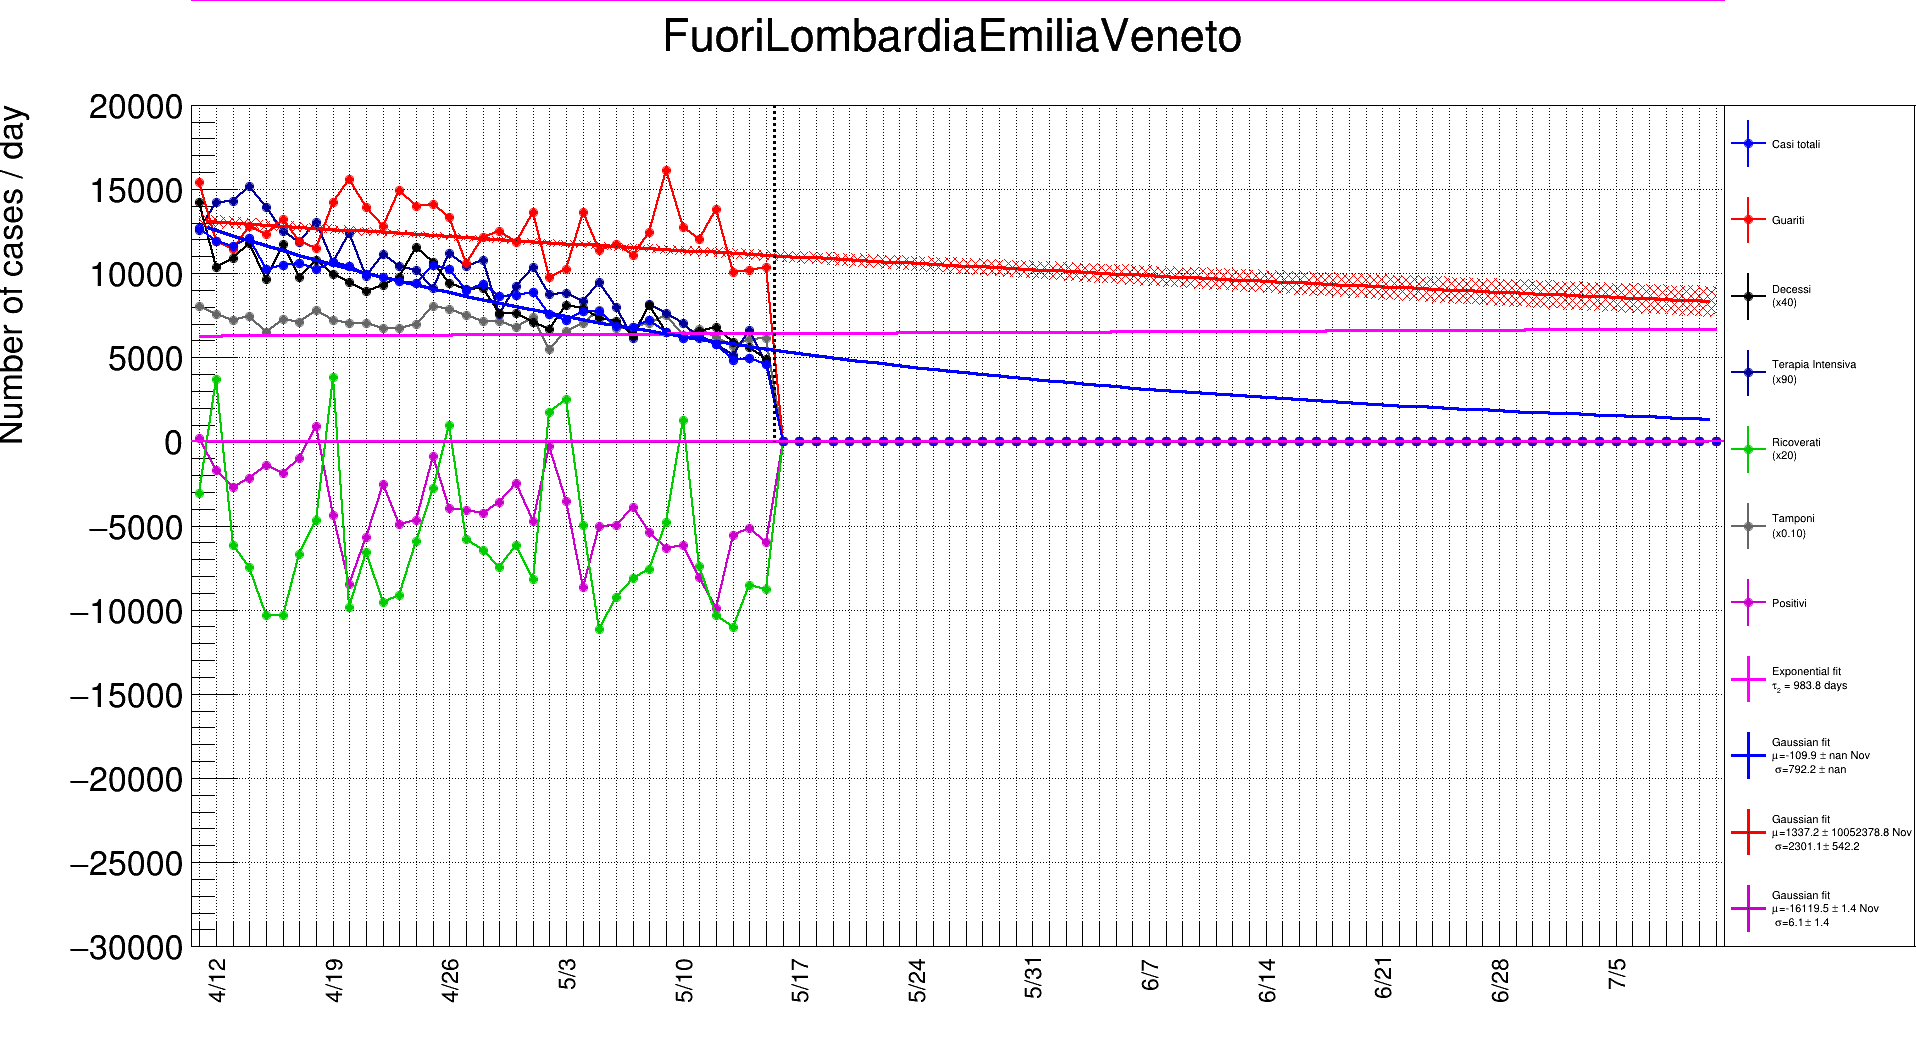 FuoriLombardiaEmiliaVeneto
Number of cases / day
20000
15000
10000
5000
0
−5000
−10000
−15000
−20000
−25000
−30000
4/12
4/19
4/26
5/3
5/10
5/17
5/24
5/31
6/7
6/14
6/21
6/28
7/5
Casi totali
Guariti
Decessi
(x40)
Terapia Intensiva
(x90)
Ricoverati
(x20)
Tamponi
(x0.10)
Positivi
Exponential fit
τ2 = 983.8 days
Gaussian fit
μ=-109.9 ± nan Nov
σ=792.2 ± nan
Gaussian fit
μ=1337.2 ± 10052378.8 Nov
σ=2301.1 ± 542.2
Gaussian fit
μ=-16119.5 ± 1.4 Nov
σ=6.1 ± 1.4